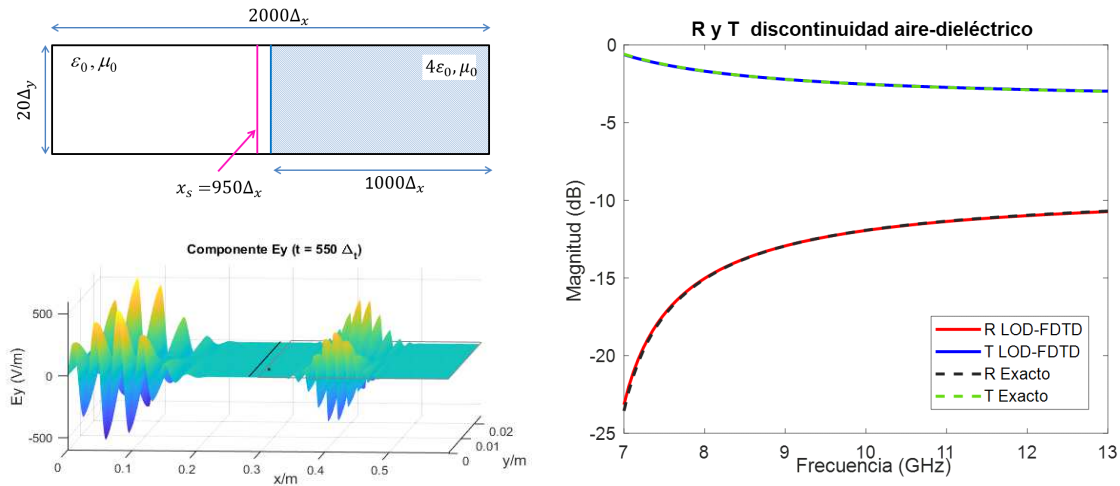 2000Δx
ε0, μ0
4ε0, μ0
20Δy
xs =950Δx
1000Δx
Componente Ey (t = 550 Δt)
Ey (V/m)
500
0
-500
0
0.1
0.2
0.3
0.4
0.5
x/m
0
0.01
0.02
y/m
R y T discontinuidad aire-dieléctrico
Magnitud (dB)
0
-5
-10
-15
-20
-25
7
8
9
10
11
12
13
Frecuencia (GHz)
R LOD-FDTD
T LOD-FDTD
R Exacto
T Exacto